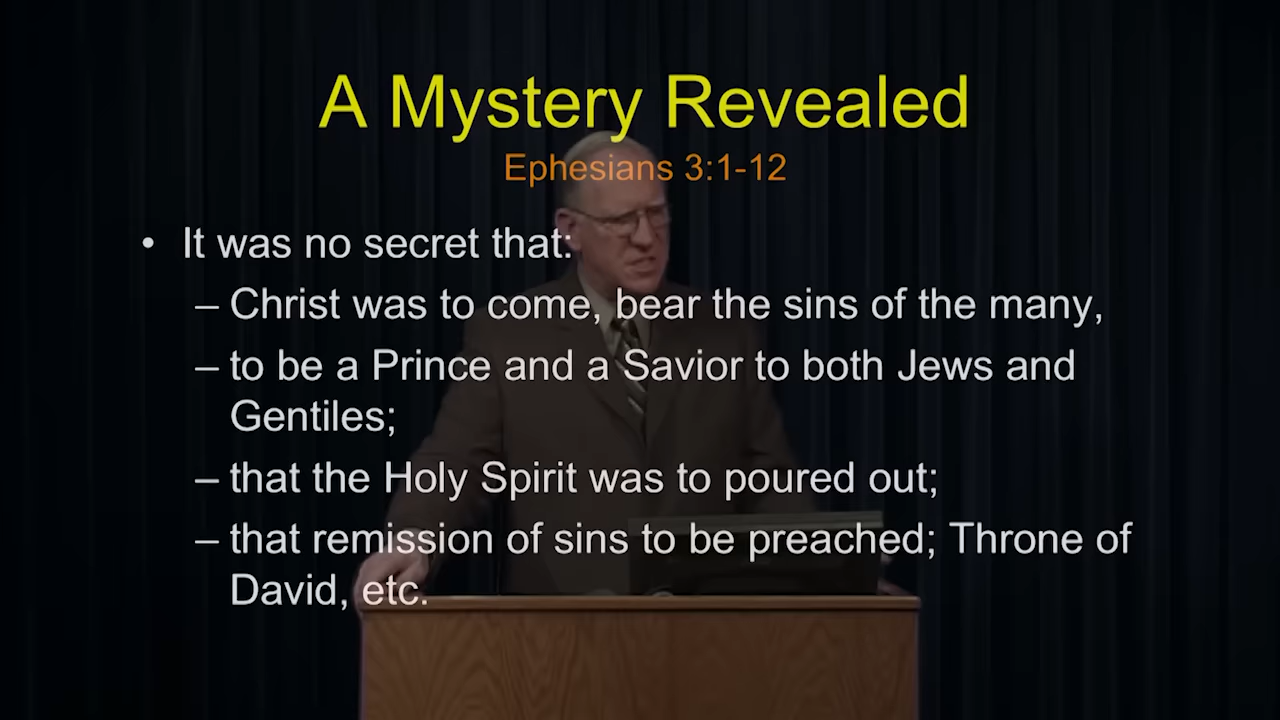 A Mystery Revealed
Ephesians 3:1-12
• It was no secret that:
– Christ was to come, bear the sins of the many,
– to be a Prince and a Savior to both Jews and
Gentiles;
– that the Holy Spirit was to poured out;
– that remission of sins to be preached; Throne of
David, etc.